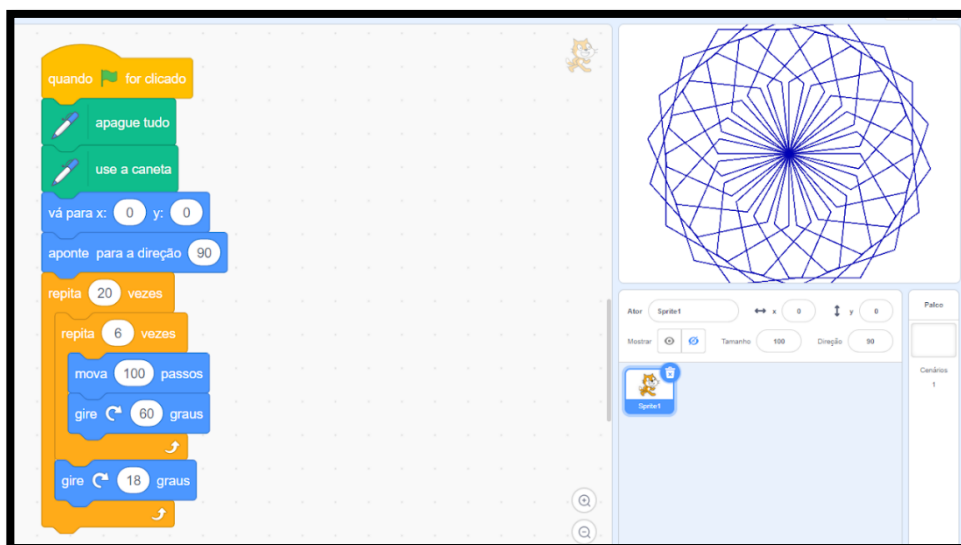 quando for clicado
apague tudo
use a caneta
vá para x: 0 y: 0
aponte para a direção 90
repita 20 vezes
repita 6 vezes
mova 100 passos
gire 60 graus
gire 18 graus
Ator Sprite1 x 0 y 0
Mostrar Tamanho 100 Direção 90
Sprite1
Palco
Cenários
1